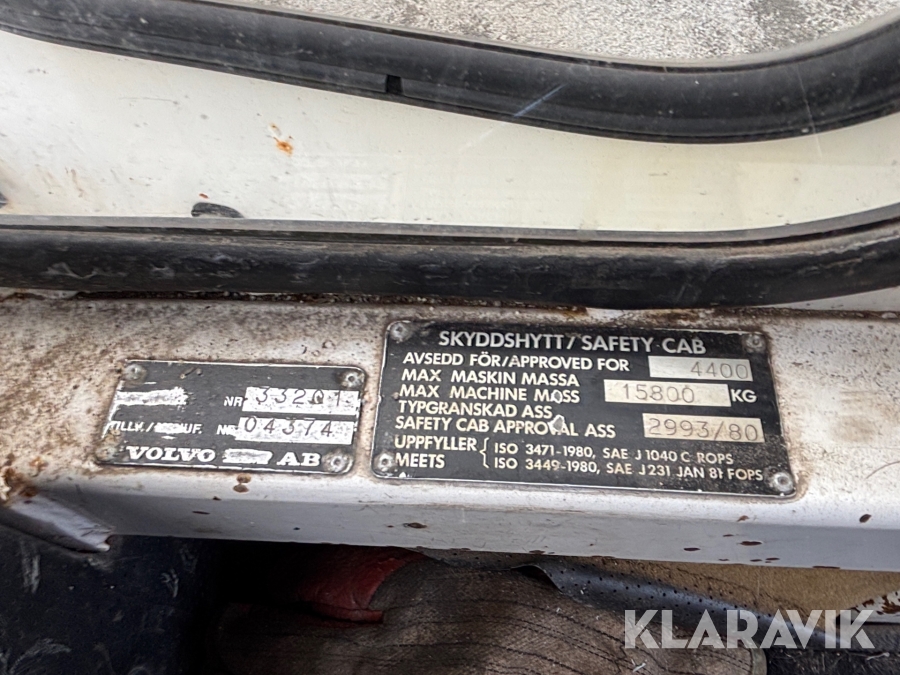 NR 33201
TILLV./MANUF. NR 04374
VOLVO AB
SKYDDSHYTT/SAFETY CAB
AVSEDD FÖR/APPROVED FOR 4400
MAX MASKIN MASSA
MAX MACHINE MOSS 15800 KG
TYPGRANSKAD ASS
SAFETY CAB APPROVAL ASS 2993/80
UPPFYLLER { ISO 3471-1980, SAE J 1040 C ROPS
MEETS { ISO 3449-1980, SAE J 231 JAN 81 FOPS
KLARAVIK